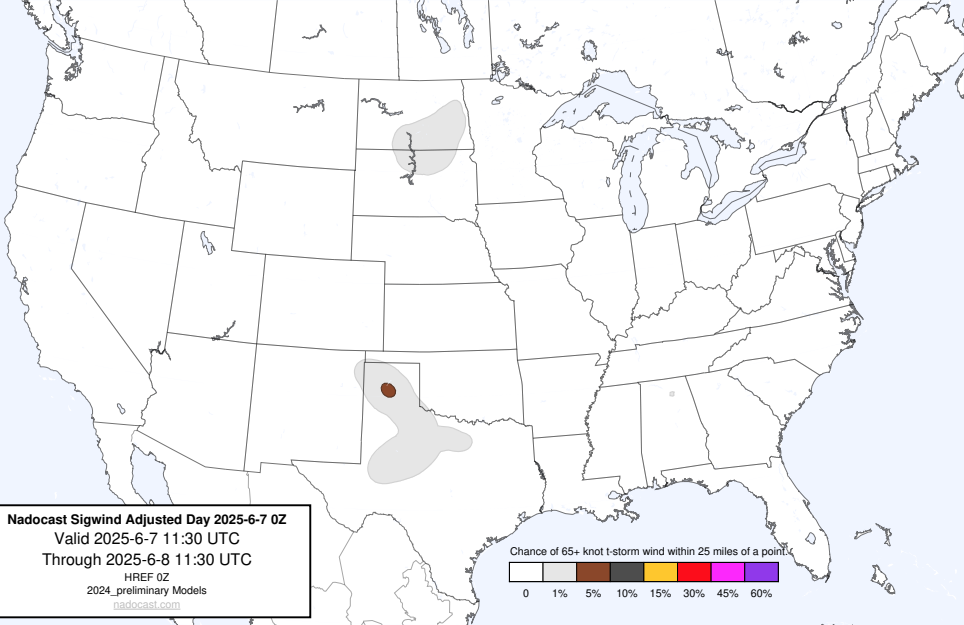 Nadocast Sigwind Adjusted Day 2025-6-7 0Z
Valid 2025-6-7 11:30 UTC
Through 2025-6-8 11:30 UTC
HREF 0Z
2024_preliminary Models
nadocast.com
Chance of 65+ knot t-storm wind within 25 miles of a point.
0 1% 5% 10% 15% 30% 45% 60%